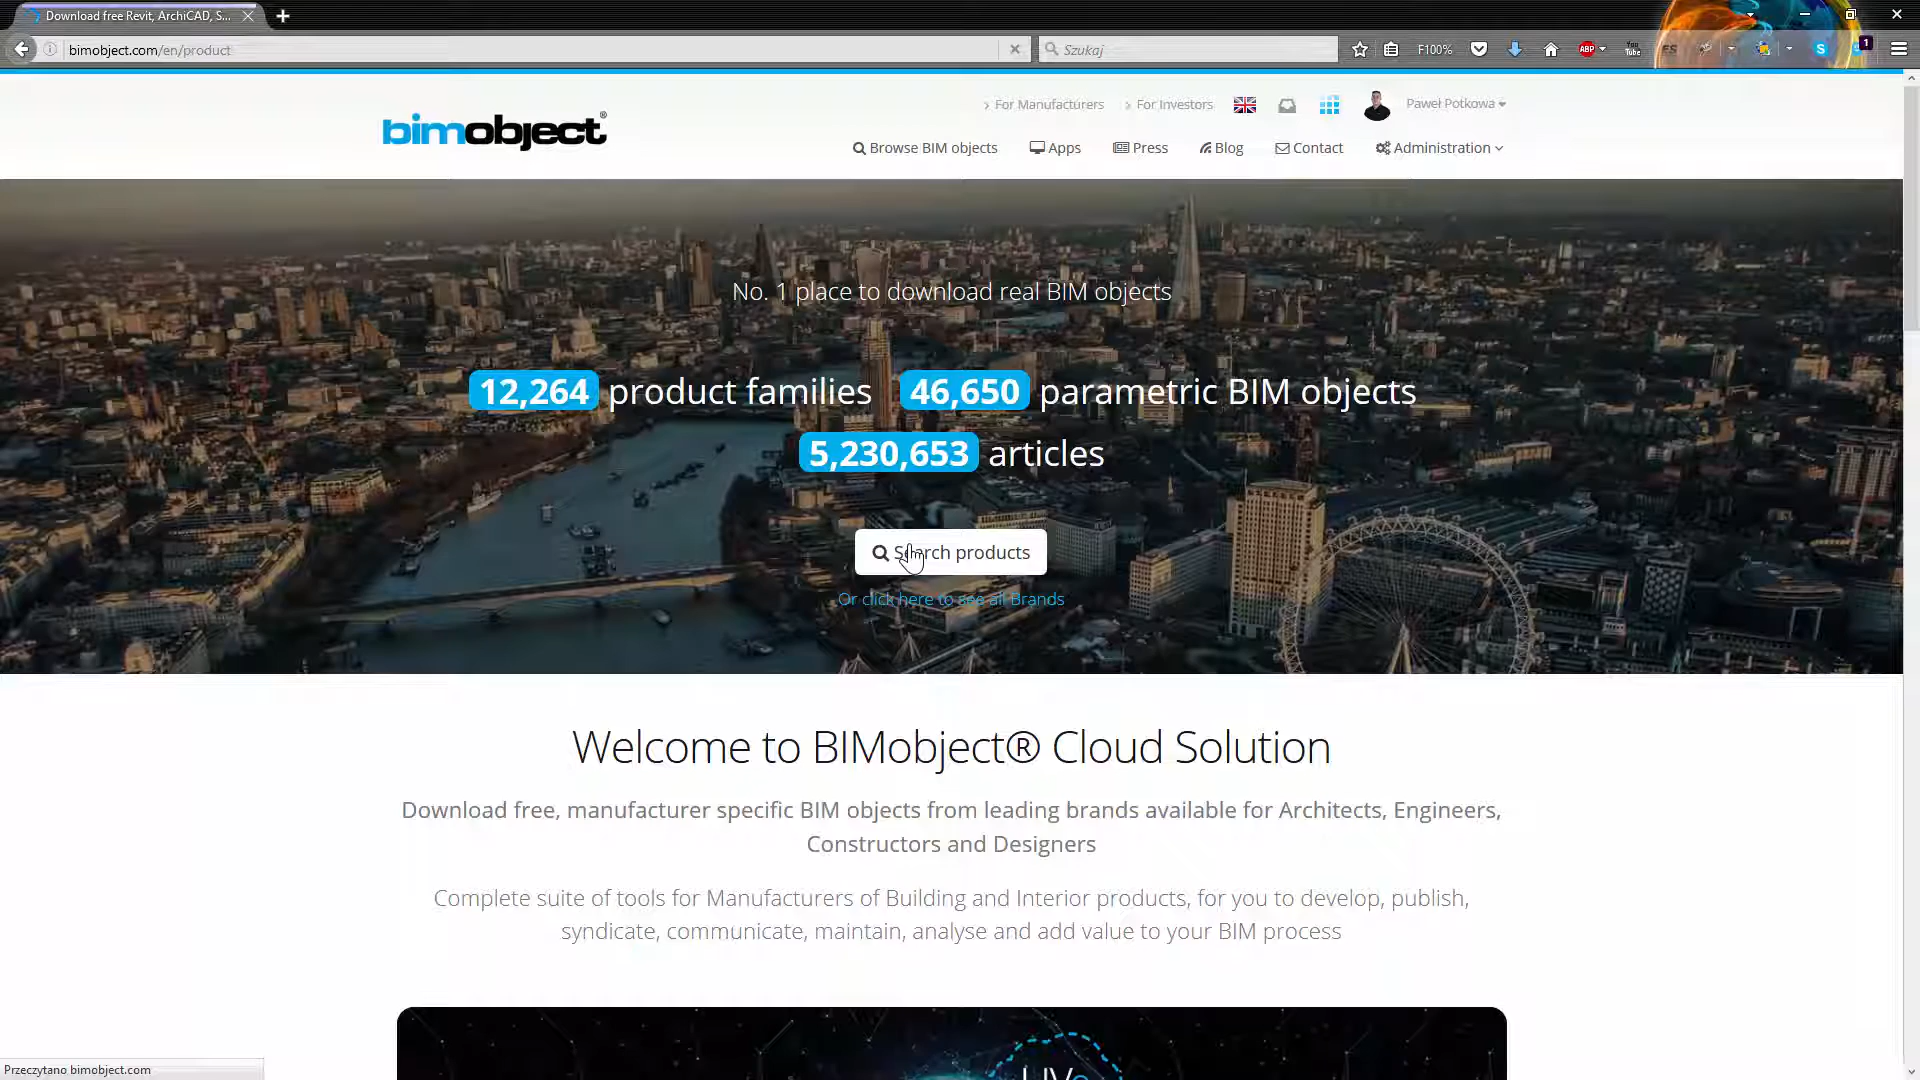 Download free Revit, ArchiCAD, S...
bimobject.com/en/product
Szukaj
F100%
ABP
You Tube
ES
S
1
> For Manufacturers
> For Investors
Paweł Potkowa
bimobject®
Browse BIM objects
Apps
Press
Blog
Contact
Administration
No. 1 place to download real BIM objects
12,264 product families 46,650 parametric BIM objects
5,230,653 articles
Search products
Or click here to see all Brands
Welcome to BIMobject® Cloud Solution
Download free, manufacturer specific BIM objects from leading brands available for Architects, Engineers,
Constructors and Designers
Complete suite of tools for Manufacturers of Building and Interior products, for you to develop, publish,
syndicate, communicate, maintain, analyse and add value to your BIM process
Przeczytano bimobject.com